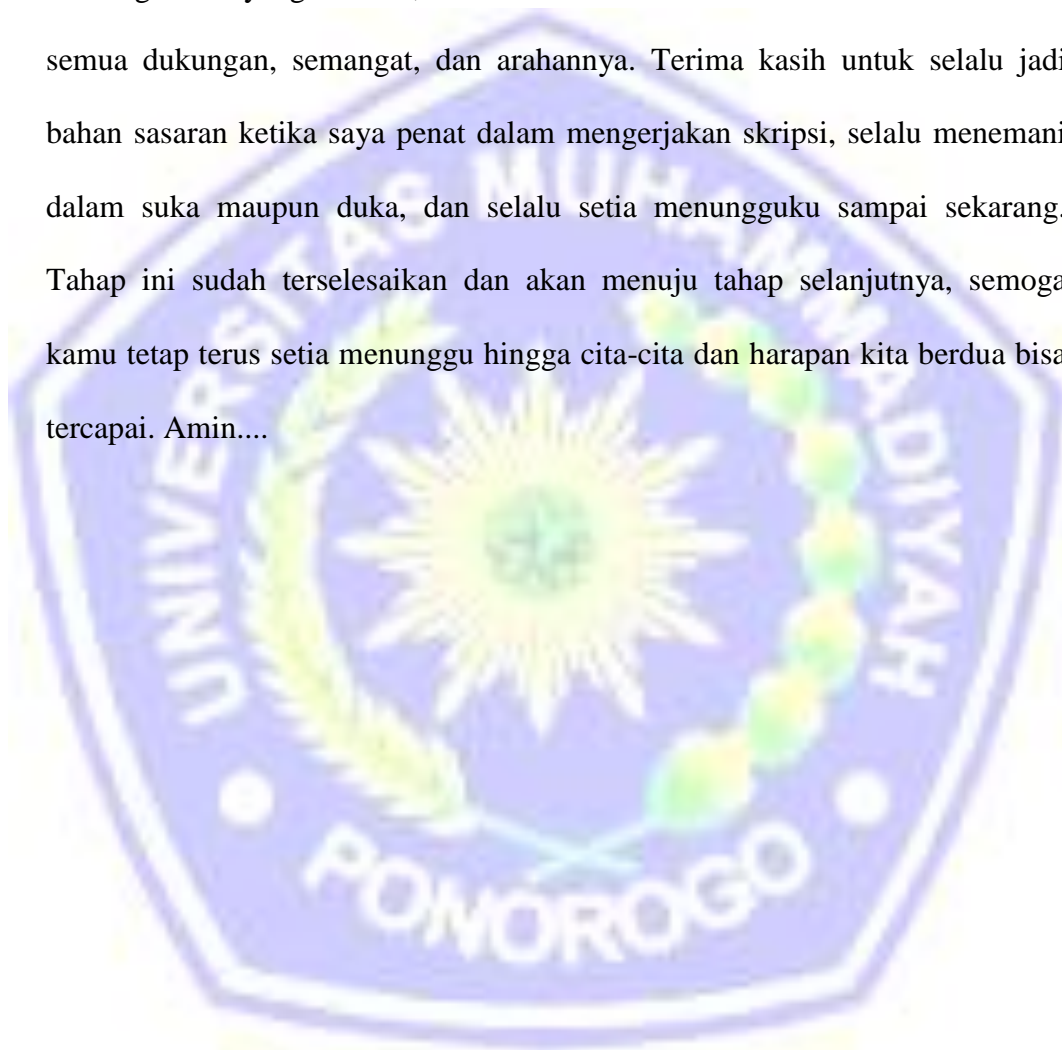 semua dukungan, semangat, dan arahannya. Terima kasih untuk selalu jadi
bahan sasaran ketika saya penat dalam mengerjakan skripsi, selalu menemani
dalam suka maupun duka, dan selalu setia menungguku sampai sekarang.
Tahap ini sudah terselesaikan dan akan menuju tahap selanjutnya, semoga
kamu tetap terus setia menunggu hingga cita-cita dan harapan kita berdua bisa
tercapai. Amin....
UNIVERSITAS MUHAMMADIYAH
PONOROGO